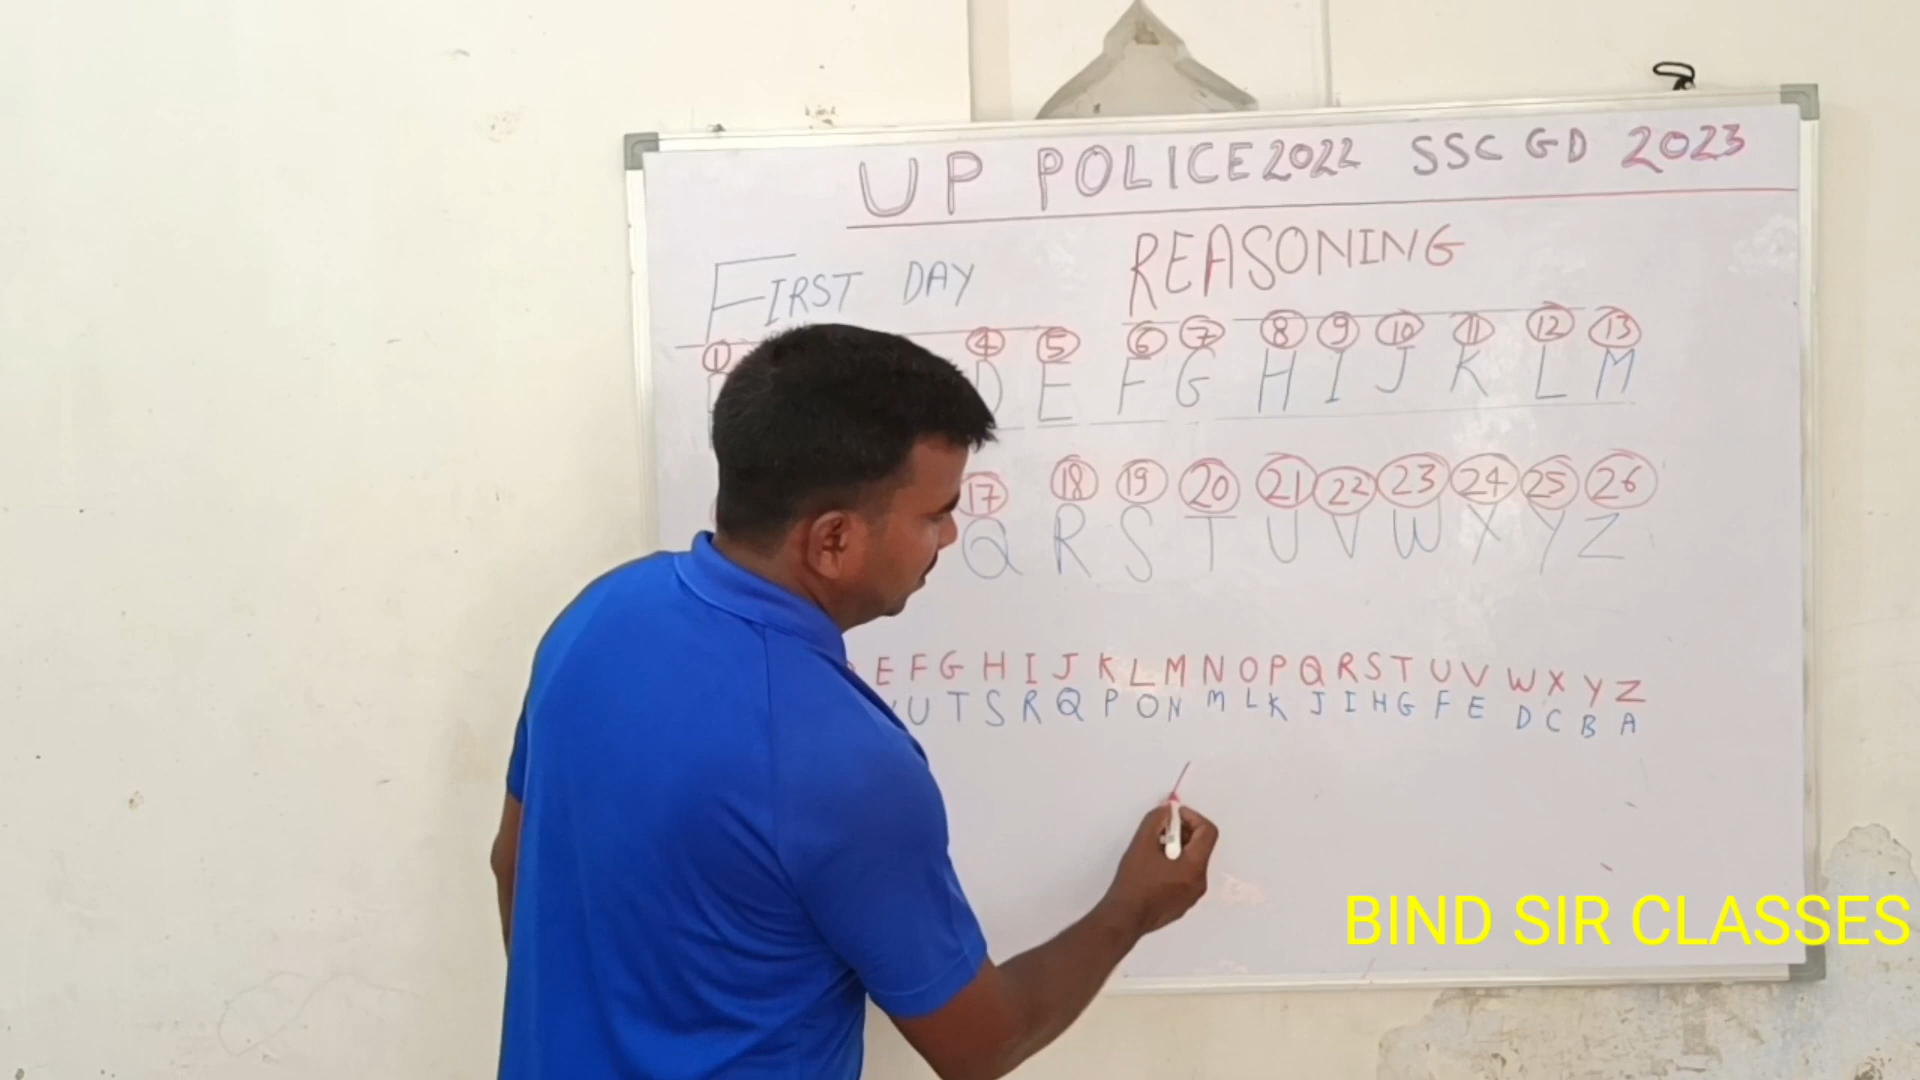 UP POLICE 2022 SSC GD 2023
FIRST DAY REASONING
1 4 5 6 7 8 9 10 11 12 13
D E F G H I J K L M
17 18 19 20 21 22 23 24 25 26
Q R S T U V W X Y Z
E F G H I J K L M N O P Q R S T U V W X Y Z
U T S R Q P O N M L K J I H G F E D C B A
BIND SIR CLASSES